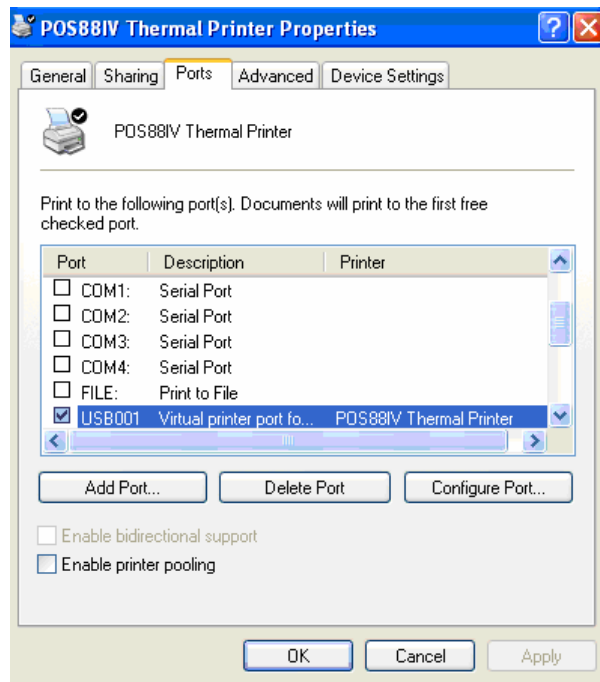 POS88IV Thermal Printer Properties
General Sharing Ports Advanced Device Settings
POS88IV Thermal Printer
Print to the following port(s). Documents will print to the first free
checked port.
Port Description Printer
COM1: Serial Port
COM2: Serial Port
COM3: Serial Port
COM4: Serial Port
FILE: Print to File
USB001 Virtual printer port fo... POS88IV Thermal Printer
Add Port... Delete Port Configure Port...
Enable bidirectional support
Enable printer pooling
OK Cancel Apply